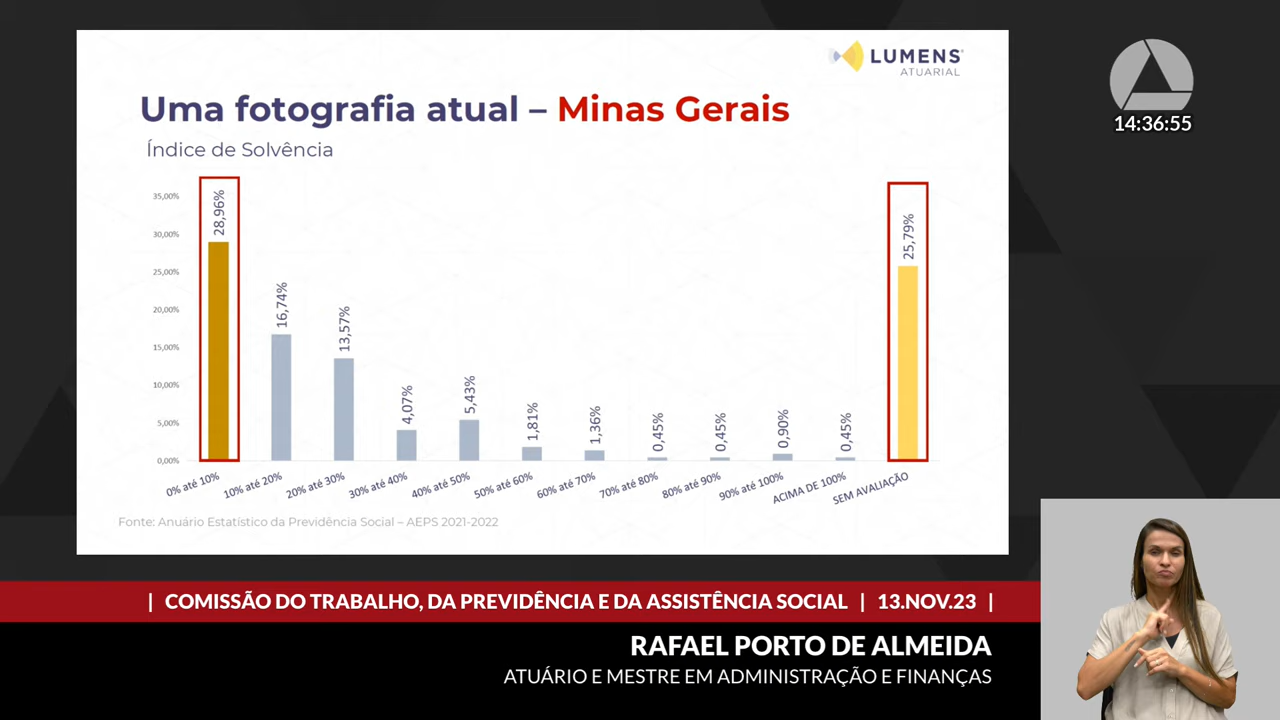 LUMENS
ATUARIAL
14:36:55
Uma fotografia atual – Minas Gerais
Índice de Solvência
35,00%
30,00%
25,00%
20,00%
15,00%
10,00%
5,00%
0,00%
28,96%
16,74%
13,57%
4,07%
5,43%
1,81%
1,36%
0,45%
0,45%
0,90%
0,45%
25,79%
0% até 10%
10% até 20%
20% até 30%
30% até 40%
40% até 50%
50% até 60%
60% até 70%
70% até 80%
80% até 90%
90% até 100%
ACIMA DE 100%
SEM AVALIAÇÃO
Fonte: Anuário Estatístico da Previdência Social – AEPS 2021-2022
| COMISSÃO DO TRABALHO, DA PREVIDÊNCIA E DA ASSISTÊNCIA SOCIAL | 13.NOV.23 |
RAFAEL PORTO DE ALMEIDA
ATUÁRIO E MESTRE EM ADMINISTRAÇÃO E FINANÇAS